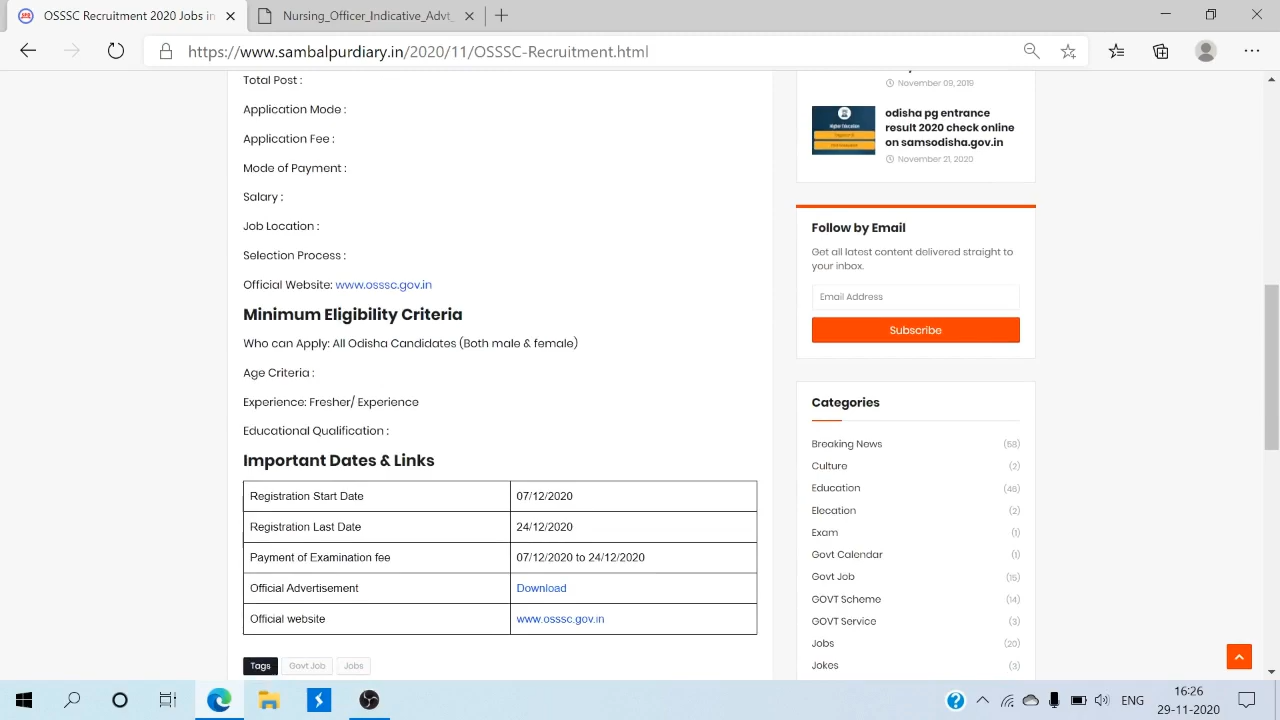 OSSSC Recruitment 2020 Jobs in
Microsoft Word - Indicative_Advt_
https://www.sambalpurdiary.in/2020/11/OSSSC-Recruitment.html
Total Post :
Application Mode :
Application Fee :
Mode of Payment :
Salary :
Job Location :
Selection Process :
Official Website: www.osssc.gov.in
Minimum Eligibility Criteria
Who can Apply: All Odisha Candidates (Both male & female)
Age Criteria :
Experience: Fresher/ Experience
Educational Qualification :
Important Dates & Links
Registration Start Date 07/12/2020
Registration Last Date 24/12/2020
Payment of Examination fee 07/12/2020 to 24/12/2020
Official Advertisement Download
Official website www.osssc.gov.in
Tags Govt Job Jobs
November 09, 2019
odisha pg entrance
result 2020 check online
on samsodisha.gov.in
November 21, 2020
Follow by Email
Get all latest content delivered straight to
your inbox.
Email Address
Subscribe
Categories
Breaking News (58)
Culture (2)
Education (46)
Elecation (2)
Exam (1)
Govt Calendar (1)
Govt Job (15)
GOVT Scheme (14)
GOVT Service (3)
Jobs (20)
Jokes (3)
ENG
16:26
29-11-2020